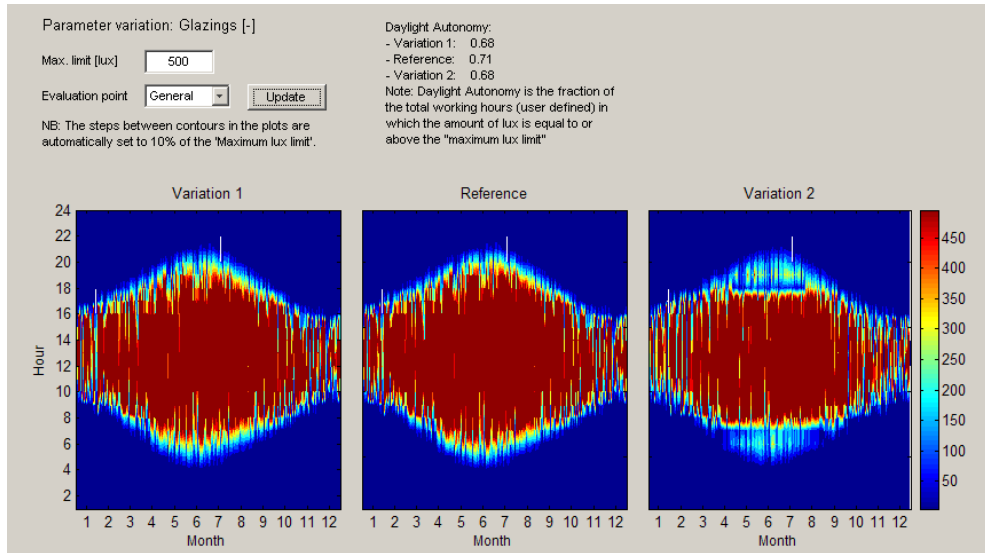 Parameter variation: Glazings [-]
Max. limit [lux]
500
Evaluation point
General
Update
NB: The steps between contours in the plots are
automatically set to 10% of the 'Maximum lux limit'.
Daylight Autonomy:
- Variation 1: 0.68
- Reference: 0.71
- Variation 2: 0.68
Note: Daylight Autonomy is the fraction of
the total working hours (user defined) in
which the amount of lux is equal to or
above the "maximum lux limit"
Variation 1
Reference
Variation 2
24
22
20
18
16
14
12
10
8
6
4
2
Hour
1 2 3 4 5 6 7 8 9 10 11 12
Month
1 2 3 4 5 6 7 8 9 10 11 12
Month
1 2 3 4 5 6 7 8 9 10 11 12
Month
450
400
350
300
250
200
150
100
50